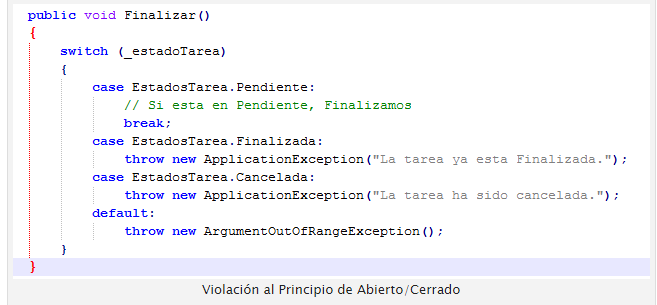 public void Finalizar()
{
switch (_estadoTarea)
{
case EstadosTarea.Pendiente:
// Si esta en Pendiente, Finalizamos
break;
case EstadosTarea.Finalizada:
throw new ApplicationException("La tarea ya esta Finalizada.");
case EstadosTarea.Cancelada:
throw new ApplicationException("La tarea ha sido cancelada.");
default:
throw new ArgumentOutOfRangeException();
}
}
Violación al Principio de Abierto/Cerrado